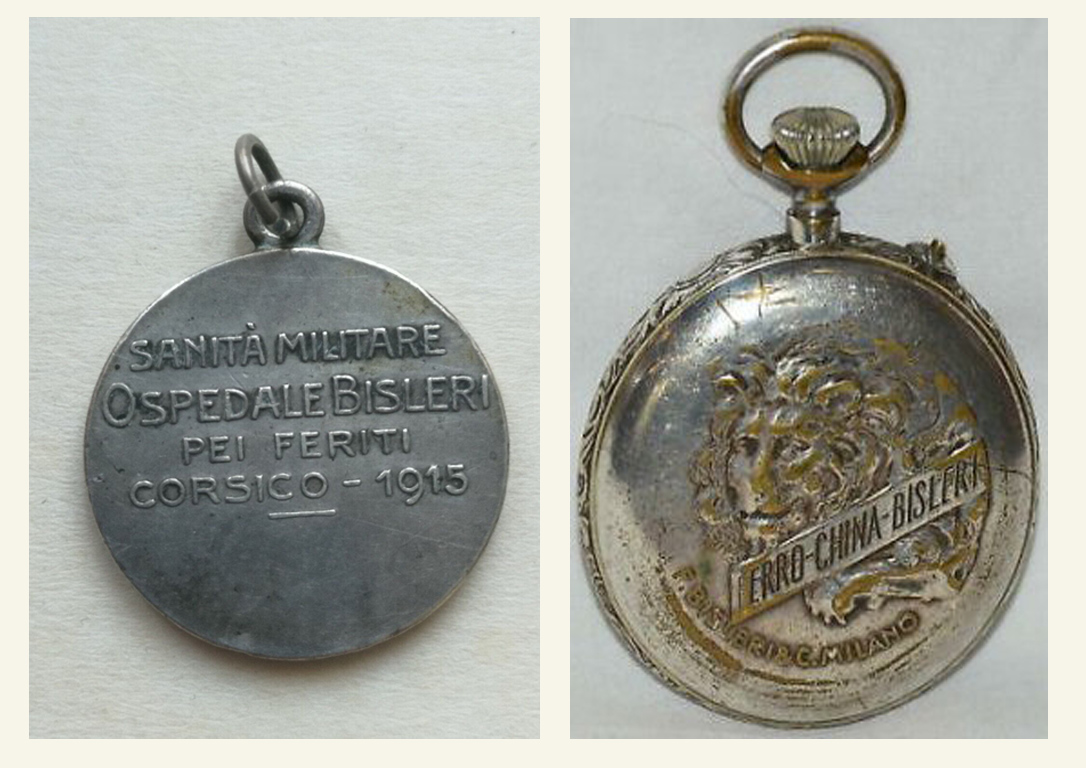 SANITÀ MILITARE
OSPEDALE BISLERI
PEI FERITI
CORSICO - 1915
FERRO-CHINA-BISLERI
F. BISLERI & C. MILANO